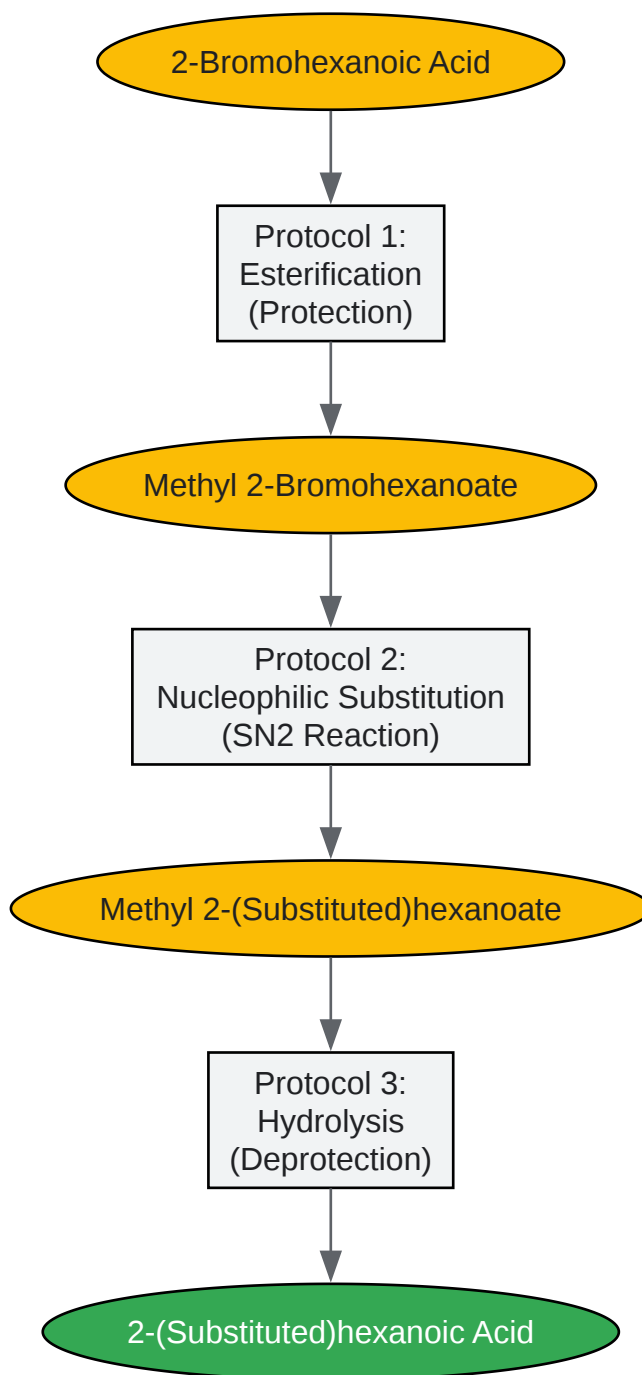 2-Bromohexanoic Acid
Protocol 1:
Esterification
(Protection)
Methyl 2-Bromohexanoate
Protocol 2:
Nucleophilic Substitution
(SN2 Reaction)
Methyl 2-(Substituted)hexanoate
Protocol 3:
Hydrolysis
(Deprotection)
2-(Substituted)hexanoic Acid